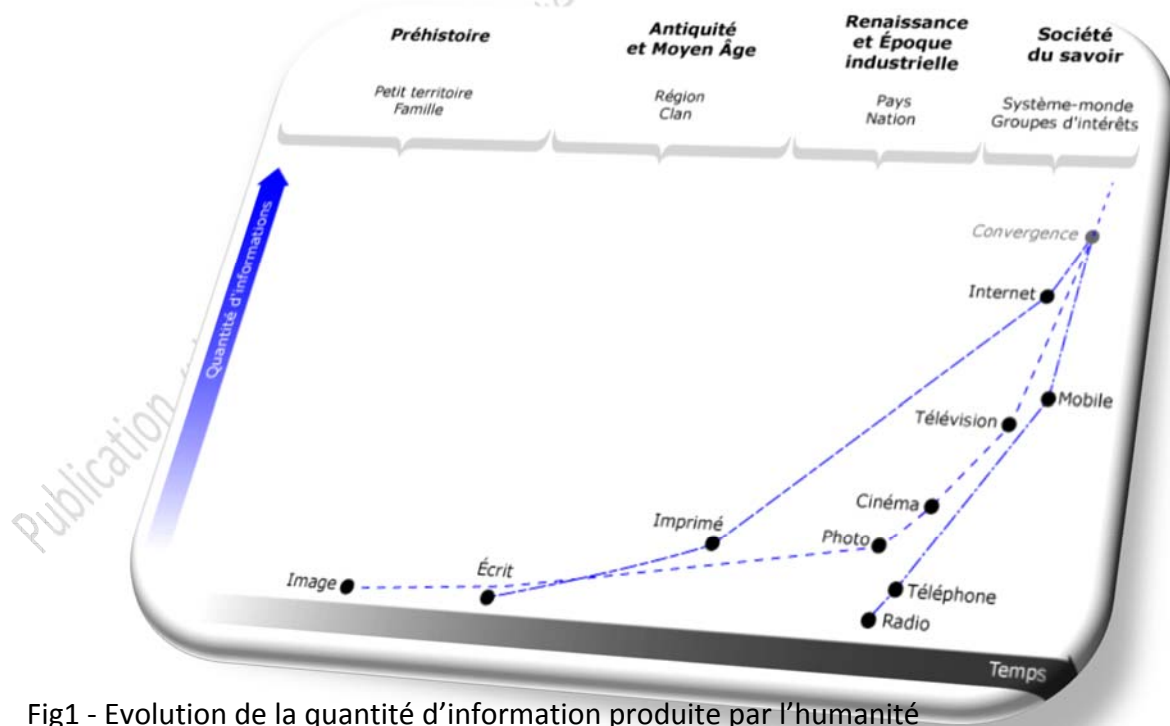 Préhistoire
Antiquité
et Moyen Âge
Renaissance
et Époque
industrielle
Société
du savoir
Petit territoire
Famille
Région
Clan
Pays
Nation
Système-monde
Groupes d'intérêts
Quantité d'informations
Convergence
Internet
Mobile
Télévision
Cinéma
Imprimé
Photo
Écrit
Image
Téléphone
Radio
Temps
Publication
Fig1 - Evolution de la quantité d'information produite par l'humanité